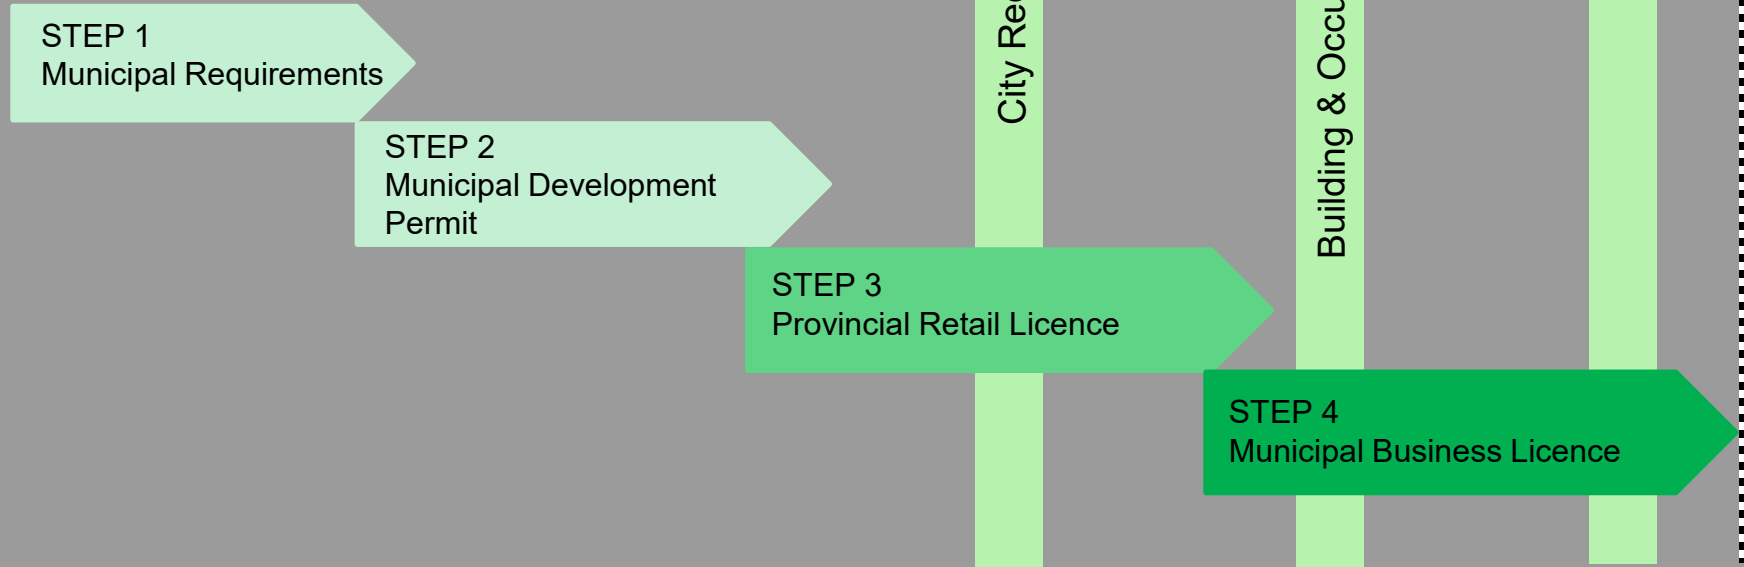 STEP 1
Municipal Requirements
STEP 2
Municipal Development
Permit
STEP 3
Provincial Retail Licence
STEP 4
Municipal Business Licence
City
Building &